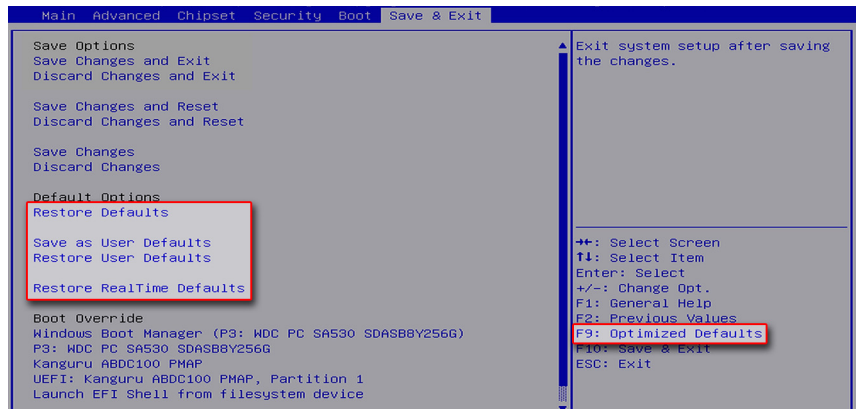 Main Advanced Chipset Security Boot Save & Exit
Save Options
Save Changes and Exit
Discard Changes and Exit
Save Changes and Reset
Discard Changes and Reset
Save Changes
Discard Changes
Default Options
Restore Defaults
Save as User Defaults
Restore User Defaults
Restore RealTime Defaults
Boot Override
Windows Boot Manager (P3: WDC PC SA530 SDASB8Y256G)
P3: WDC PC SA530 SDASB8Y256G
Kanguru ABDC100 PMAP
UEFI: Kanguru ABDC100 PMAP, Partition 1
Launch EFI Shell from filesystem device
Exit system setup after saving
the changes.
→←: Select Screen
↑↓: Select Item
Enter: Select
+/-: Change Opt.
F1: General Help
F2: Previous Values
F9: Optimized Defaults
F10: Save & Exit
ESC: Exit